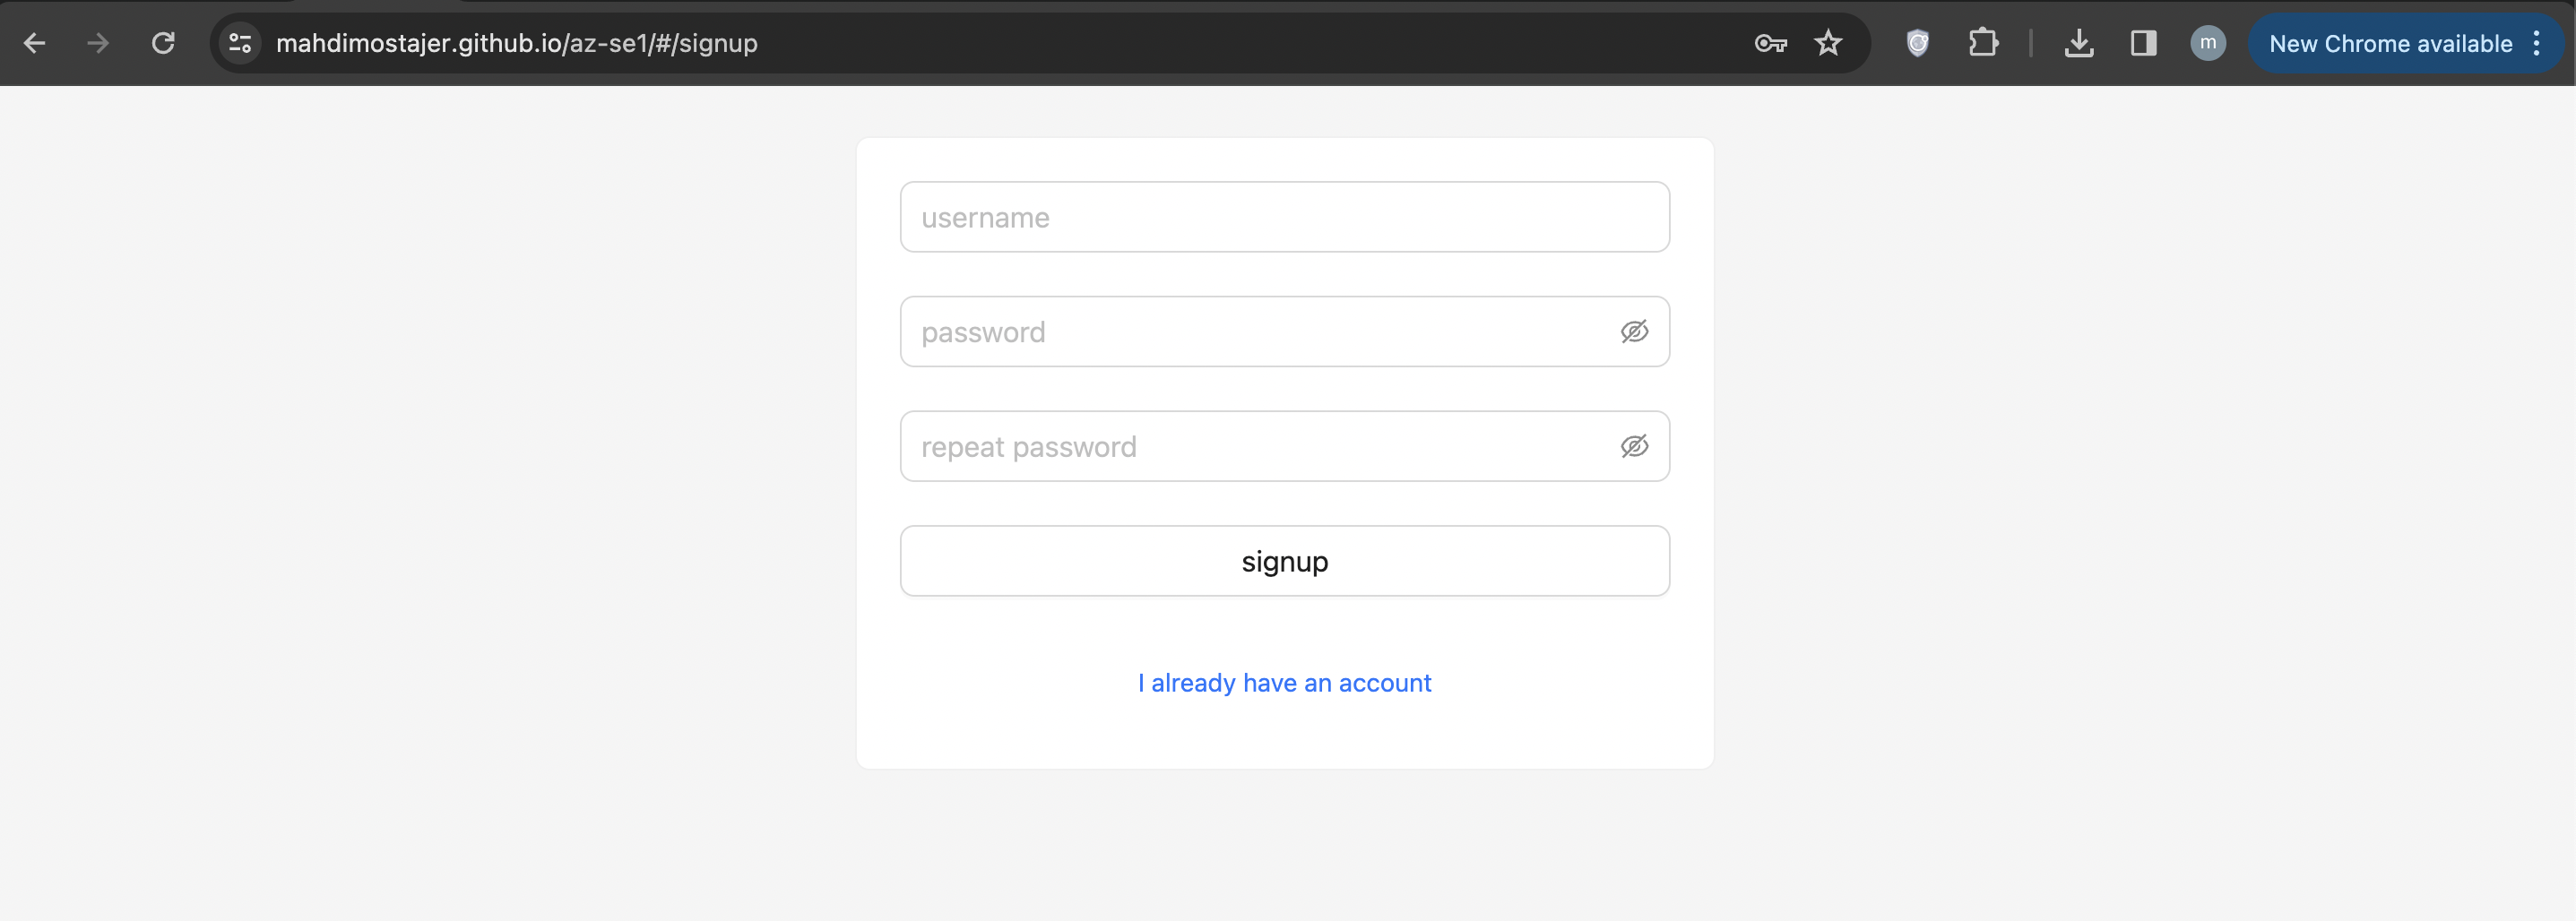 mahdimostajer.github.io/az-se1/#/signup
m
New Chrome available
username
password
repeat password
signup
I already have an account